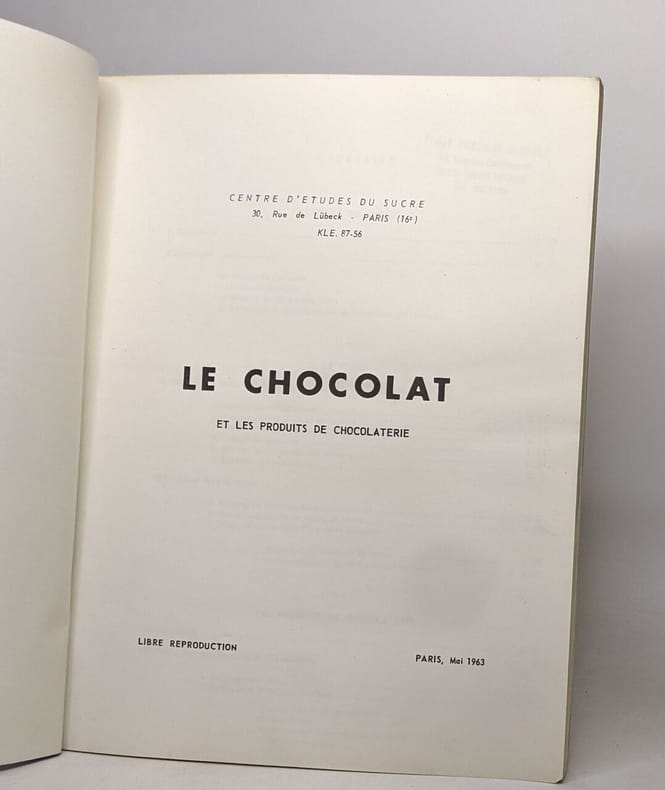 CENTRE D'ETUDES DU SUCRE
30, Rue de Lübeck - PARIS (16e)
KLE. 87-56
LE CHOCOLAT
ET LES PRODUITS DE CHOCOLATERIE
LIBRE REPRODUCTION
PARIS, Mai 1963